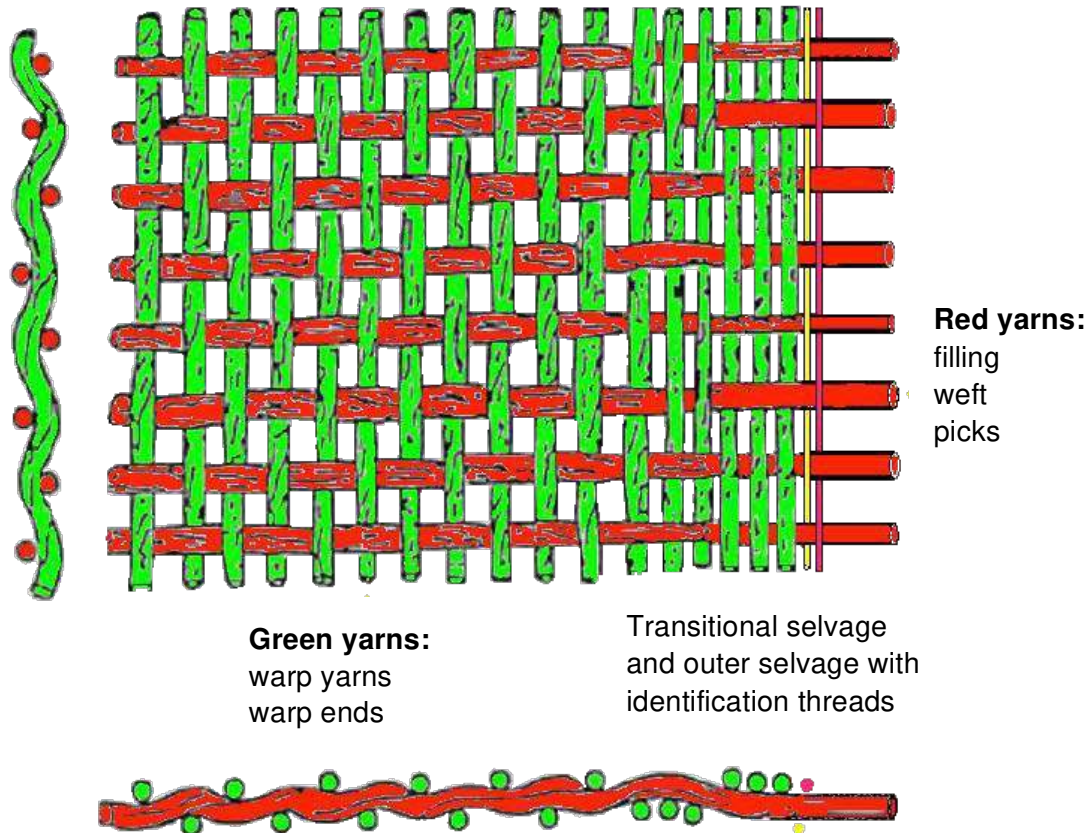 Red yarns:
filling
weft
picks
Green yarns:
warp yarns
warp ends
Transitional selvage
and outer selvage with
identification threads